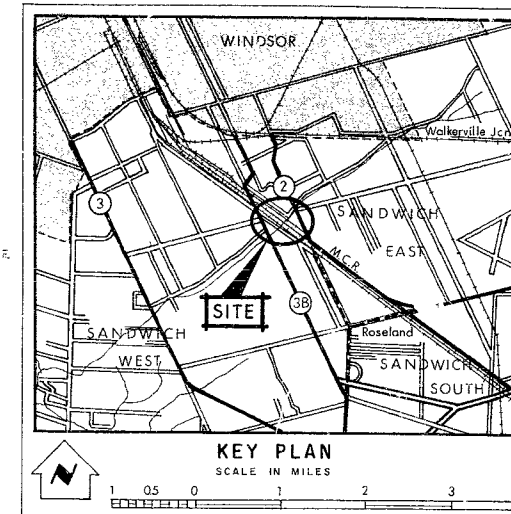 WINDSOR
Walkerville Jcn
2
3
SANDWICH
EAST
MCR
SITE
3B
SANDWICH
WEST
Roseland
SANDWICH
SOUTH
KEY PLAN
SCALE IN MILES
N
1 0.5 0 1 2 3